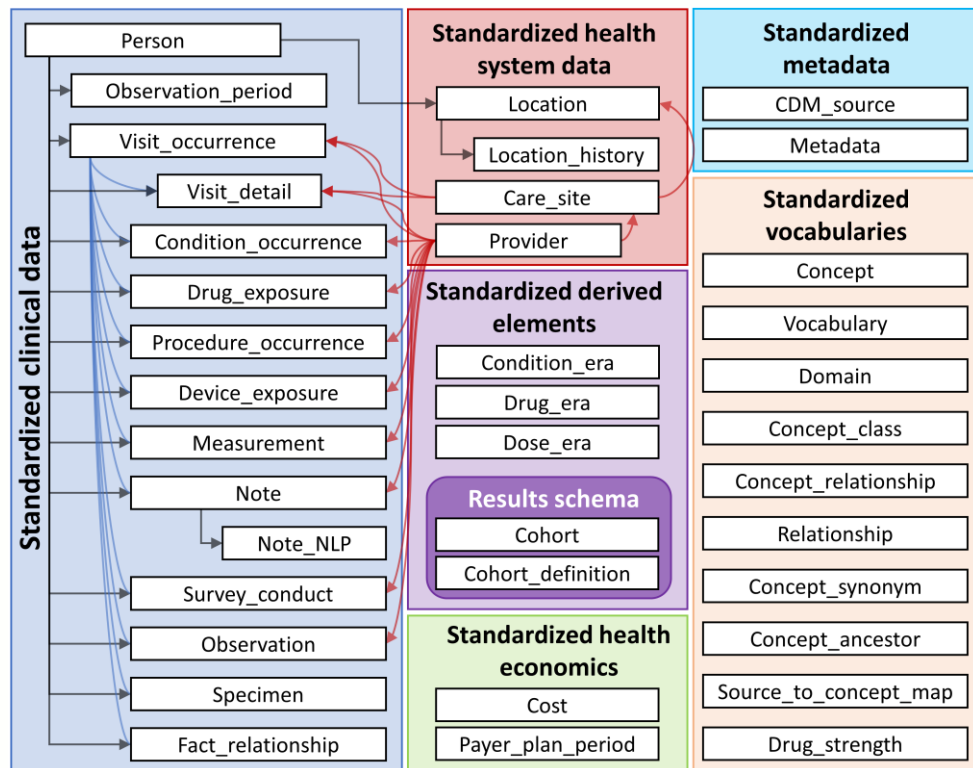 Standardized clinical data
Person
Observation_period
Visit_occurrence
Visit_detail
Condition_occurrence
Drug_exposure
Procedure_occurrence
Device_exposure
Measurement
Note
Note_NLP
Survey_conduct
Observation
Specimen
Fact_relationship
Standardized health
system data
Location
Location_history
Care_site
Provider
Standardized derived
elements
Condition_era
Drug_era
Dose_era
Results schema
Cohort
Cohort_definition
Standardized health
economics
Cost
Payer_plan_period
Standardized
metadata
CDM_source
Metadata
Standardized
vocabularies
Concept
Vocabulary
Domain
Concept_class
Concept_relationship
Relationship
Concept_synonym
Concept_ancestor
Source_to_concept_map
Drug_strength